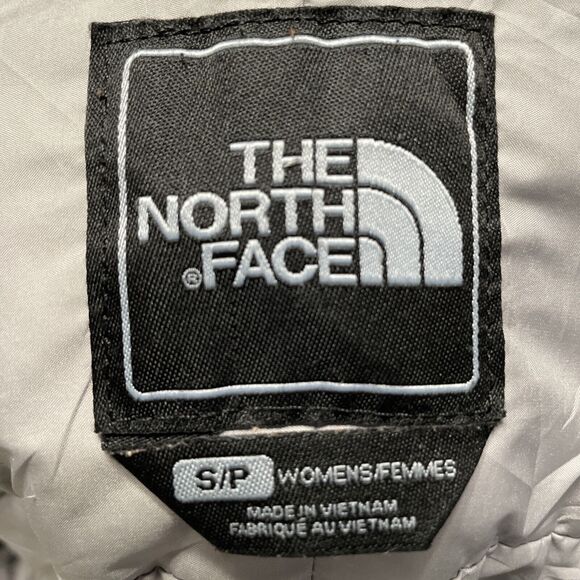 THE
NORTH
® FACE
S/P WOMENS/FEMMES
MADE IN VIETNAM
FABRIQUÉ AU VIETNAM